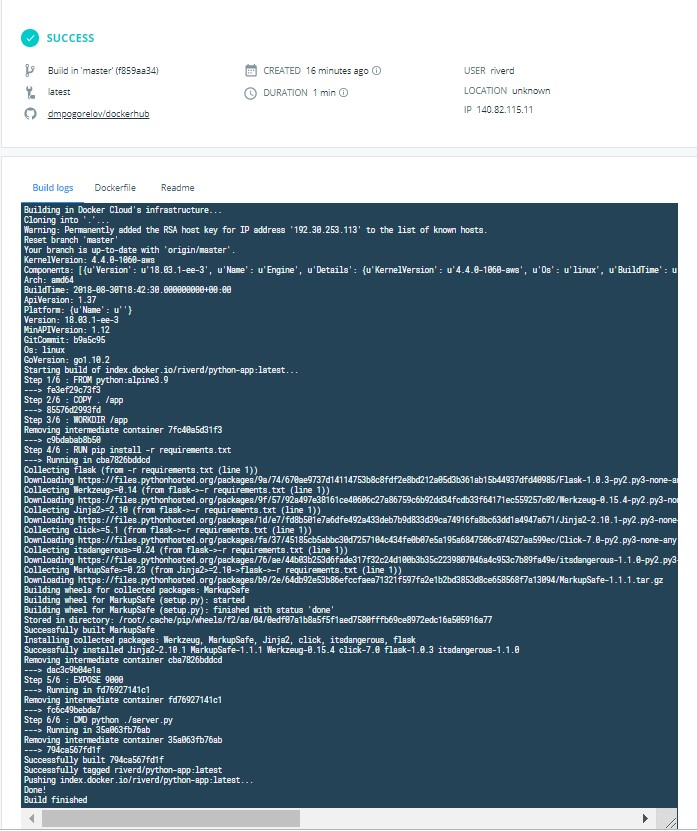 SUCCESS
Build in 'master' (f859aa34)
CREATED 16 minutes ago
USER riverd
latest
DURATION 1 min
LOCATION unknown
dmpogorelov/dockerhub
IP 140.82.115.11
Build logs Dockerfile Readme
Building in Docker Cloud's infrastructure...
Cloning into '.'...
Warning: Permanently added the RSA host key for IP address '192.30.253.113' to the list of known hosts.
Reset branch 'master'
Your branch is up-to-date with 'origin/master'.
KernelVersion: 4.4.0-1060-aws
Components: [{u'Version': u'18.03.1-ee-3', u'Name': u'Engine', u'Details': {u'KernelVersion': u'4.4.0-1060-aws', u'Os': u'linux', u'BuildTime': u
Arch: amd64
BuildTime: 2018-08-30T18:42:30.000000000+00:00
ApiVersion: 1.37
Platform: {u'Name': u''}
Version: 18.03.1-ee-3
MinAPIVersion: 1.12
GitCommit: b9a5c95
Os: linux
GoVersion: go1.10.2
Starting build of index.docker.io/riverd/python-app:latest...
Step 1/6 : FROM python:alpine3.9
---> fe3ef29c73f3
Step 2/6 : COPY . /app
---> 85576d2993fd
Step 3/6 : WORKDIR /app
Removing intermediate container 7fc40a5d31f3
---> c9bdabab8b50
Step 4/6 : RUN pip install -r requirements.txt
---> Running in cba7826bddcd
Collecting flask (from -r requirements.txt (line 1))
Downloading https://files.pythonhosted.org/packages/9a/74/670ae9737d14114753b8c8fdf2e8bd212a05d3b361ab15b44937dfd40985/Flask-1.0.3-py2.py3-none-an
Collecting Werkzeug>=0.14 (from flask->-r requirements.txt (line 1))
Downloading https://files.pythonhosted.org/packages/9f/57/92a497e38161ce40606c27a86759c6b92dd34fcdb33f64171ec559257c02/Werkzeug-0.15.4-py2.py3-no
Collecting Jinja2>=2.10 (from flask->-r requirements.txt (line 1))
Downloading https://files.pythonhosted.org/packages/1d/e7/fd8b501e7a6dfe492a433deb7b9d833d39ca74916fa8bc63dd1a4947a671/Jinja2-2.10.1-py2.py3-none-
Collecting click>=5.1 (from flask->-r requirements.txt (line 1))
Downloading https://files.pythonhosted.org/packages/fa/37/45185cb5abbc30d7257104c434fe0b07e5a195a6847506c074527aa599ec/Click-7.0-py2.py3-none-any
Collecting itsdangerous>=0.24 (from flask->-r requirements.txt (line 1))
Downloading https://files.pythonhosted.org/packages/76/ae/44b03b253d6fade317f32c24d100b3b35c2239807046a4c953c7b89fa49e/itsdangerous-1.1.0-py2.py3-
Collecting MarkupSafe>=0.23 (from Jinja2>=2.10->flask->-r requirements.txt (line 1))
Downloading https://files.pythonhosted.org/packages/b9/2e/64db92e53b86efccfaea71321f597fa2e1b2bd3853d8ce658568f7a13094/MarkupSafe-1.1.1.tar.gz
Building wheels for collected packages: MarkupSafe
Building wheel for MarkupSafe (setup.py): started
Building wheel for MarkupSafe (setup.py): finished with status 'done'
Stored in directory: /root/.cache/pip/wheels/f2/aa/04/0edf07a1b8a5f5f1aed7580fffb69ce8972edc16a505916a77
Successfully built MarkupSafe
Installing collected packages: Werkzeug, MarkupSafe, Jinja2, click, itsdangerous, flask
Successfully installed Jinja2-2.10.1 MarkupSafe-1.1.1 Werkzeug-0.15.4 click-7.0 flask-1.0.3 itsdangerous-1.1.0
Removing intermediate container cba7826bddcd
---> dac3c9b04e1a
Step 5/6 : EXPOSE 9000
---> Running in fd76927141c1
Removing intermediate container fd76927141c1
---> fc6c49bebda7
Step 6/6 : CMD python ./server.py
---> Running in 35a063fb76ab
Removing intermediate container 35a063fb76ab
---> 794ca567fd1f
Successfully built 794ca567fd1f
Successfully tagged riverd/python-app:latest
Pushing index.docker.io/riverd/python-app:latest...
Done!
Build finished